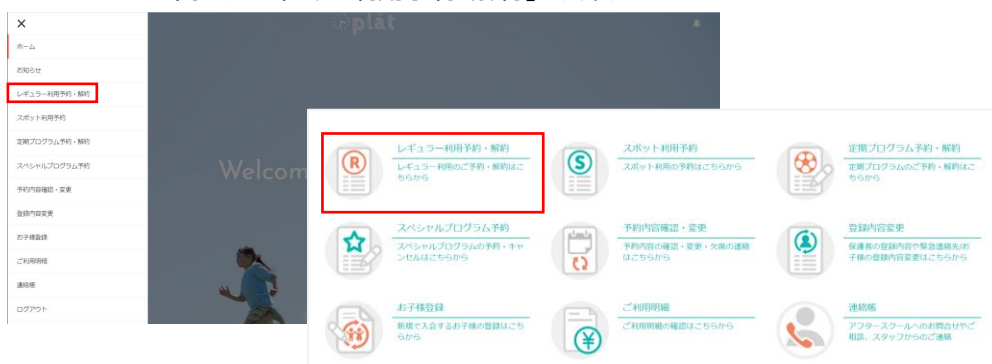 ×
ホーム
お知らせ
レギュラー利用予約・解約
スポット利用予約
定期プログラム予約・解約
スペシャルプログラム予約
予約内容確認・変更
登録内容変更
お子様登録
ご利用明細
連絡帳
ログアウト
plat
Welcom
レギュラー利用予約・解約
レギュラー利用のご予約・解約はこ
ちらから
スポット利用予約
スポット利用の予約はこちらから
定期プログラム予約・解約
定期プログラムのご予約・解約はこ
ちらから
スペシャルプログラム予約
スペシャルプログラムの予約・キャ
ンセルはこちらから
予約内容確認・変更
予約内容の確認・変更・欠席の連絡
はこちらから
登録内容変更
保護者の登録内容や緊急連絡先/お
子様の登録内容変更はこちらから
お子様登録
新規で入会するお子様の登録はこち
らから
ご利用明細
ご利用明細の確認はこちらから
連絡帳
アフタースクールへのお問合せやご
相談、スタッフからのご連絡